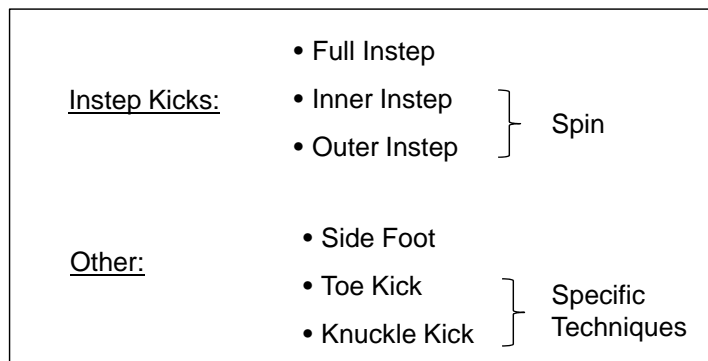 • Full Instep
Instep Kicks:
• Inner Instep
• Outer Instep
Spin
• Side Foot
Other:
• Toe Kick
• Knuckle Kick
Specific
Techniques